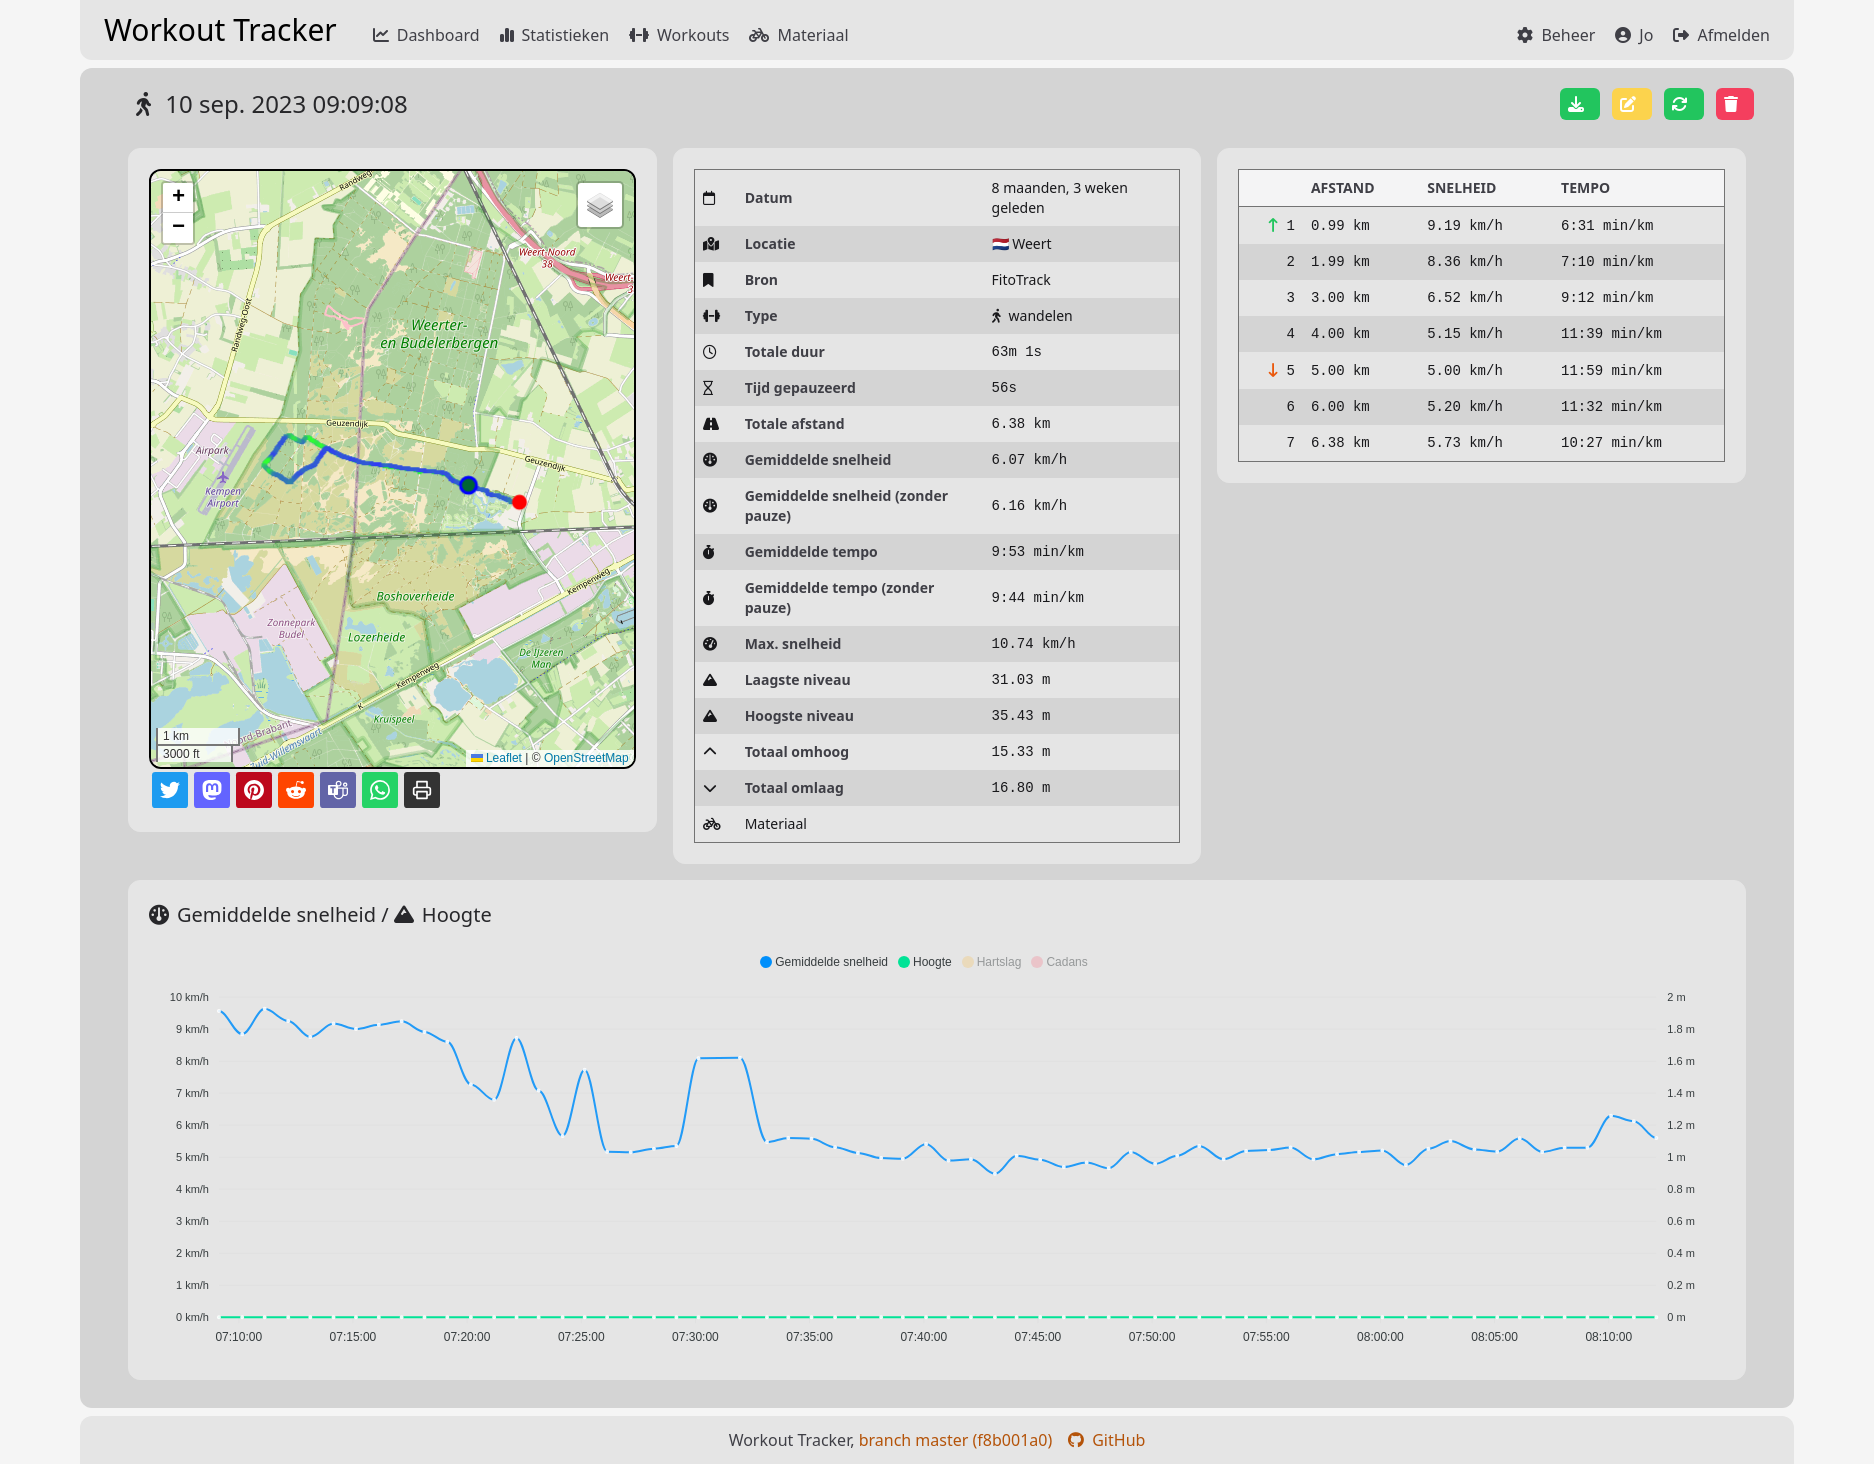 Workout Tracker
Dashboard
Statistieken
Workouts
Materiaal
Beheer
Jo
Afmelden
10 sep. 2023 09:09:08
+
−
Randweg
Weert-Noord
38
Weert-
3
Randweg-Oost
Weerter-
en Budelerbergen
Geuzendijk
Airpark
Geuzendijk
Kempen
Airport
Kempenweg
Boshoverheide
Zonnepark
Budel
Lozerheide
De IJzeren
Man
Kempenweg
K
Kruispeel
ord-Brabant
Zuid-Willemsvaart
1 km
3000 ft
Leaflet | © OpenStreetMap
Datum 8 maanden, 3 weken
geleden
Locatie 🇳🇱 Weert
Bron FitoTrack
Type wandelen
Totale duur 63m 1s
Tijd gepauzeerd 56s
Totale afstand 6.38 km
Gemiddelde snelheid 6.07 km/h
Gemiddelde snelheid (zonder
pauze) 6.16 km/h
Gemiddelde tempo 9:53 min/km
Gemiddelde tempo (zonder
pauze) 9:44 min/km
Max. snelheid 10.74 km/h
Laagste niveau 31.03 m
Hoogste niveau 35.43 m
Totaal omhoog 15.33 m
Totaal omlaag 16.80 m
Materiaal
AFSTAND SNELHEID TEMPO
↑ 1 0.99 km 9.19 km/h 6:31 min/km
2 1.99 km 8.36 km/h 7:10 min/km
3 3.00 km 6.52 km/h 9:12 min/km
4 4.00 km 5.15 km/h 11:39 min/km
↓ 5 5.00 km 5.00 km/h 11:59 min/km
6 6.00 km 5.20 km/h 11:32 min/km
7 6.38 km 5.73 km/h 10:27 min/km
Gemiddelde snelheid / Hoogte
Gemiddelde snelheid Hoogte Hartslag Cadans
10 km/h 2 m
9 km/h 1.8 m
8 km/h 1.6 m
7 km/h 1.4 m
6 km/h 1.2 m
5 km/h 1 m
4 km/h 0.8 m
3 km/h 0.6 m
2 km/h 0.4 m
1 km/h 0.2 m
0 km/h 0 m
07:10:00 07:15:00 07:20:00 07:25:00 07:30:00 07:35:00 07:40:00 07:45:00 07:50:00 07:55:00 08:00:00 08:05:00 08:10:00
Workout Tracker, branch master (f8b001a0) GitHub